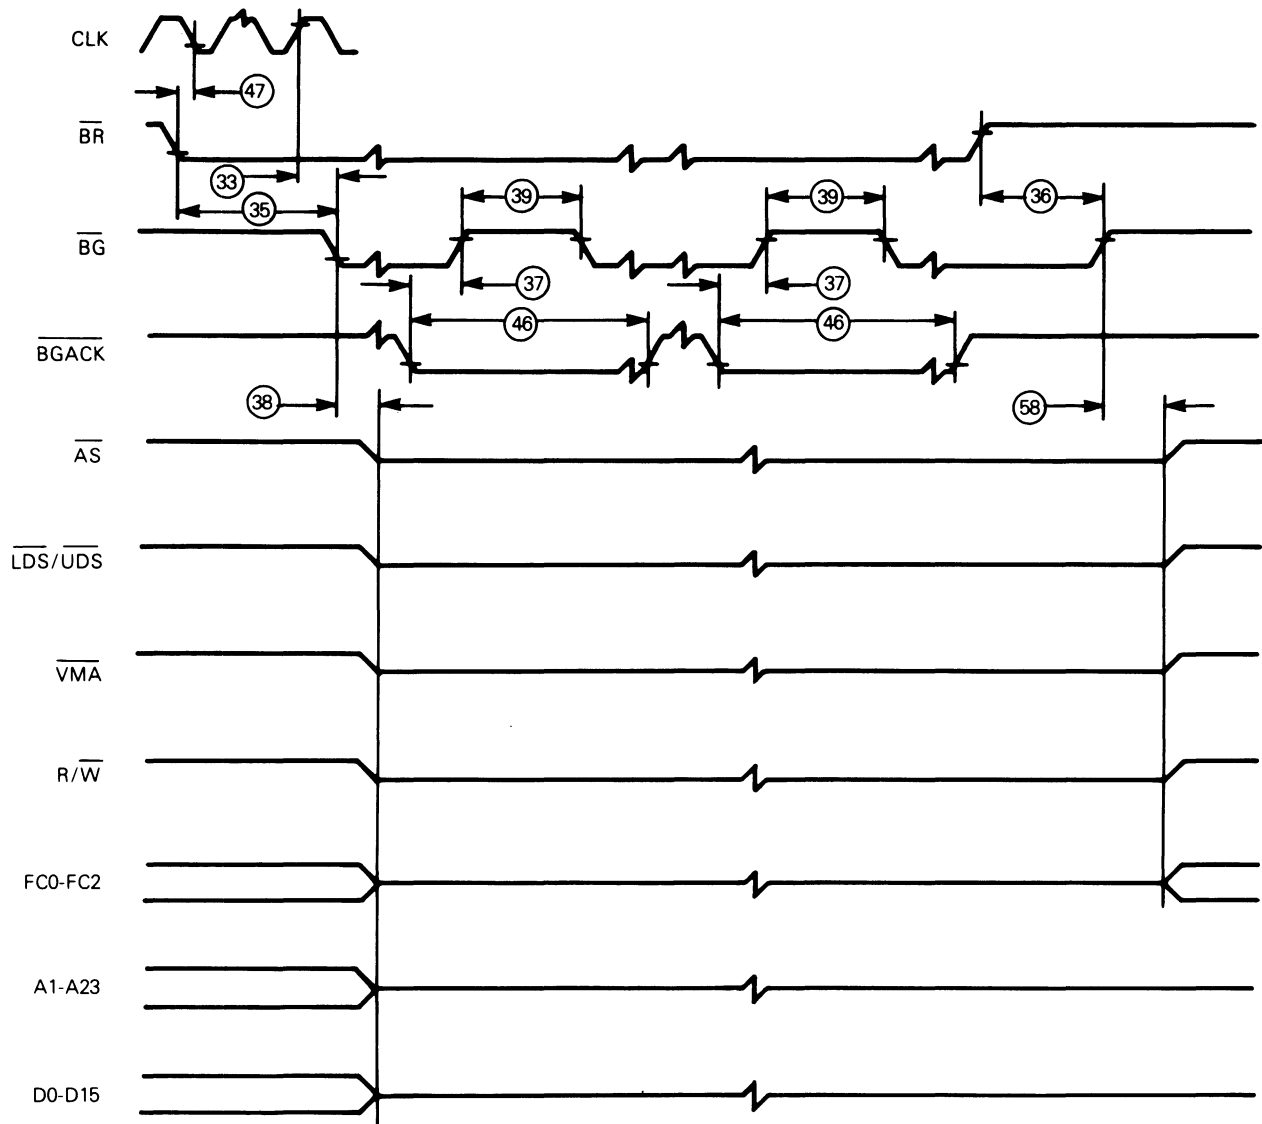 CLK
47
BR
33
35
39
39
36
BG
37
37
46
46
BGACK
38
58
AS
LDS/UDS
VMA
R/W
FC0-FC2
A1-A23
D0-D15